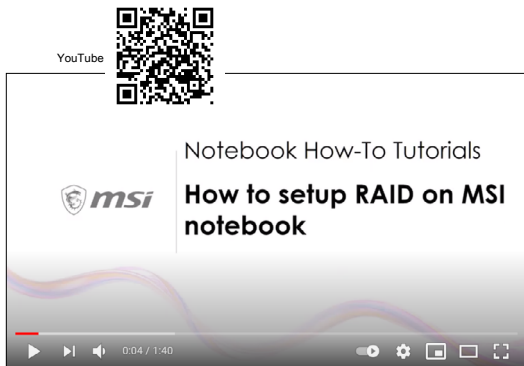 YouTube
Notebook How-To Tutorials
msi
How to setup RAID on MSI
notebook
0:04 / 1:40